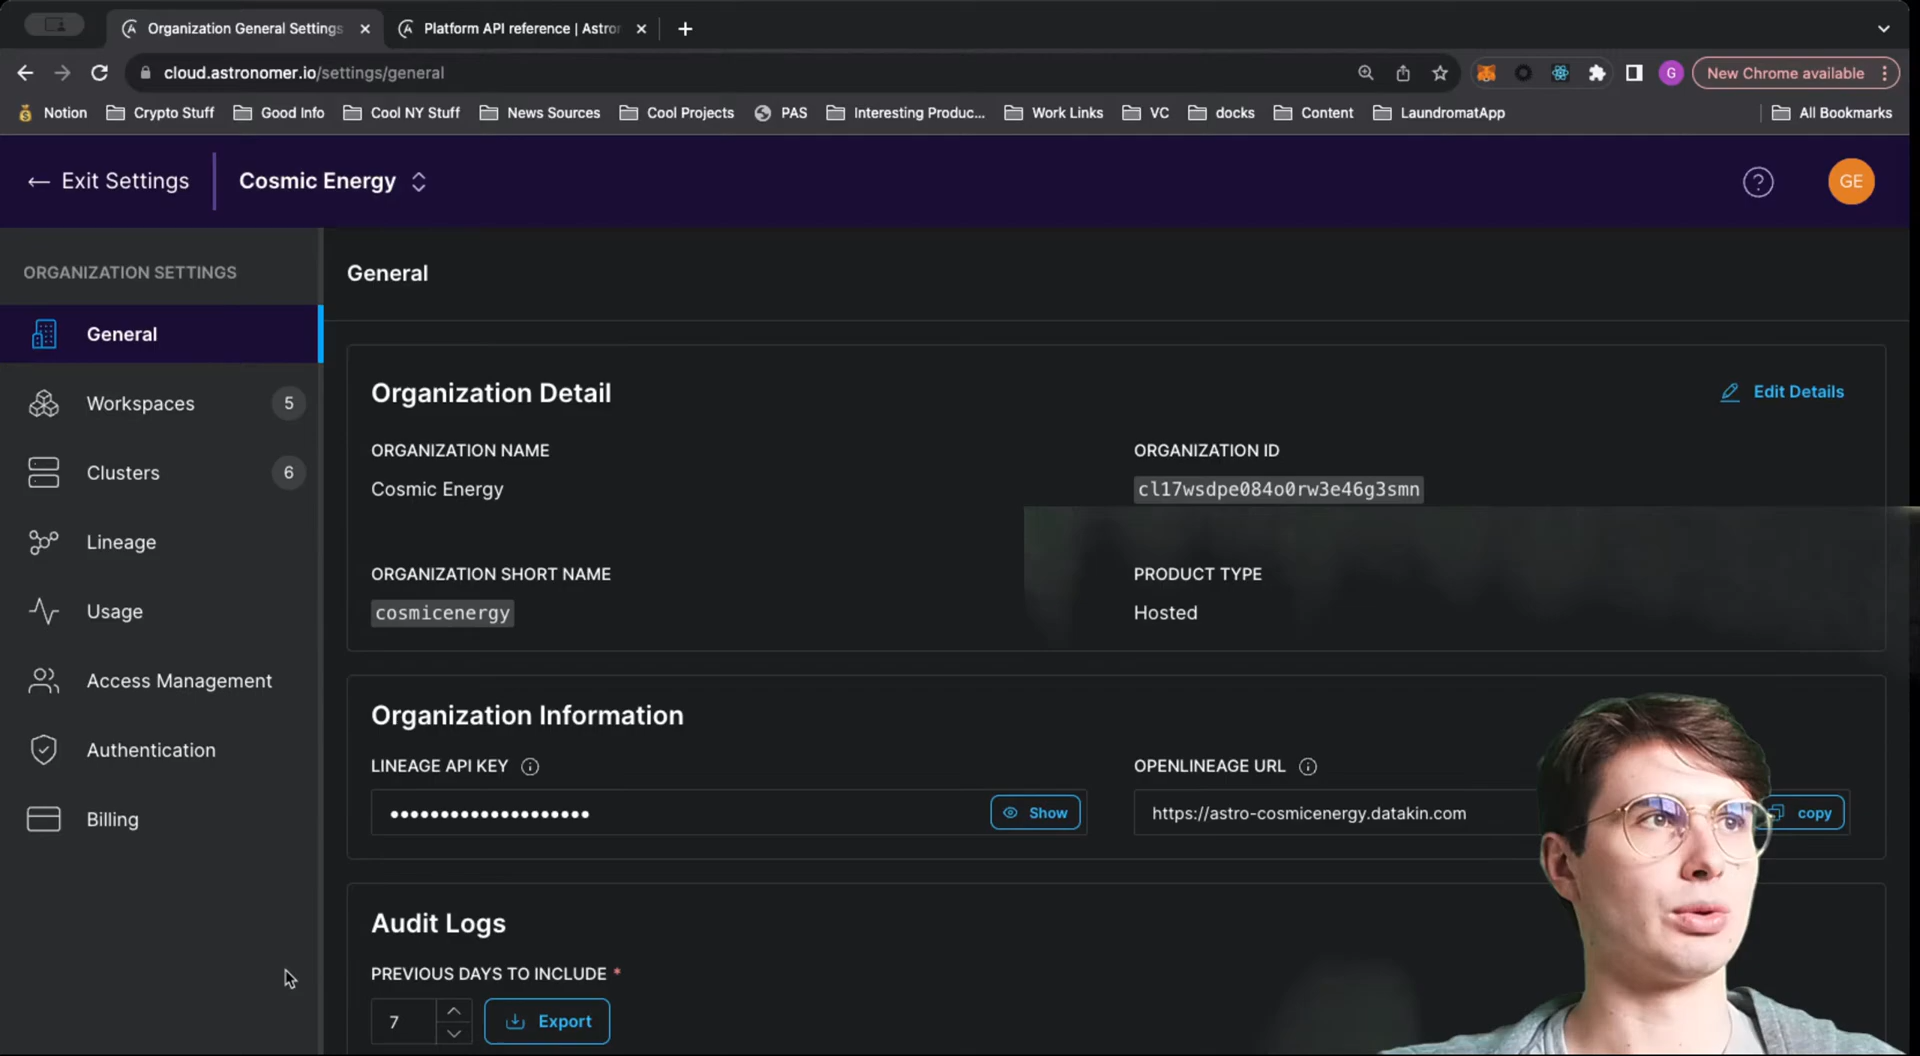 Organization General Settings
Platform API reference | Astro
cloud.astronomer.io/settings/general
G
New Chrome available
Notion
Crypto Stuff
Good Info
Cool NY Stuff
News Sources
Cool Projects
PAS
Interesting Produc...
Work Links
VC
docks
Content
LaundromatApp
All Bookmarks
Exit Settings
Cosmic Energy
?
GE
ORGANIZATION SETTINGS
General
Workspaces 5
Clusters 6
Lineage
Usage
Access Management
Authentication
Billing
General
Organization Detail
Edit Details
ORGANIZATION NAME
Cosmic Energy
ORGANIZATION ID
cl17wsdpe084o0rw3e46g3smn
ORGANIZATION SHORT NAME
cosmicenergy
PRODUCT TYPE
Hosted
Organization Information
LINEAGE API KEY
Show
OPENLINEAGE URL
https://astro-cosmicenergy.datakin.com
copy
Audit Logs
PREVIOUS DAYS TO INCLUDE *
7
Export